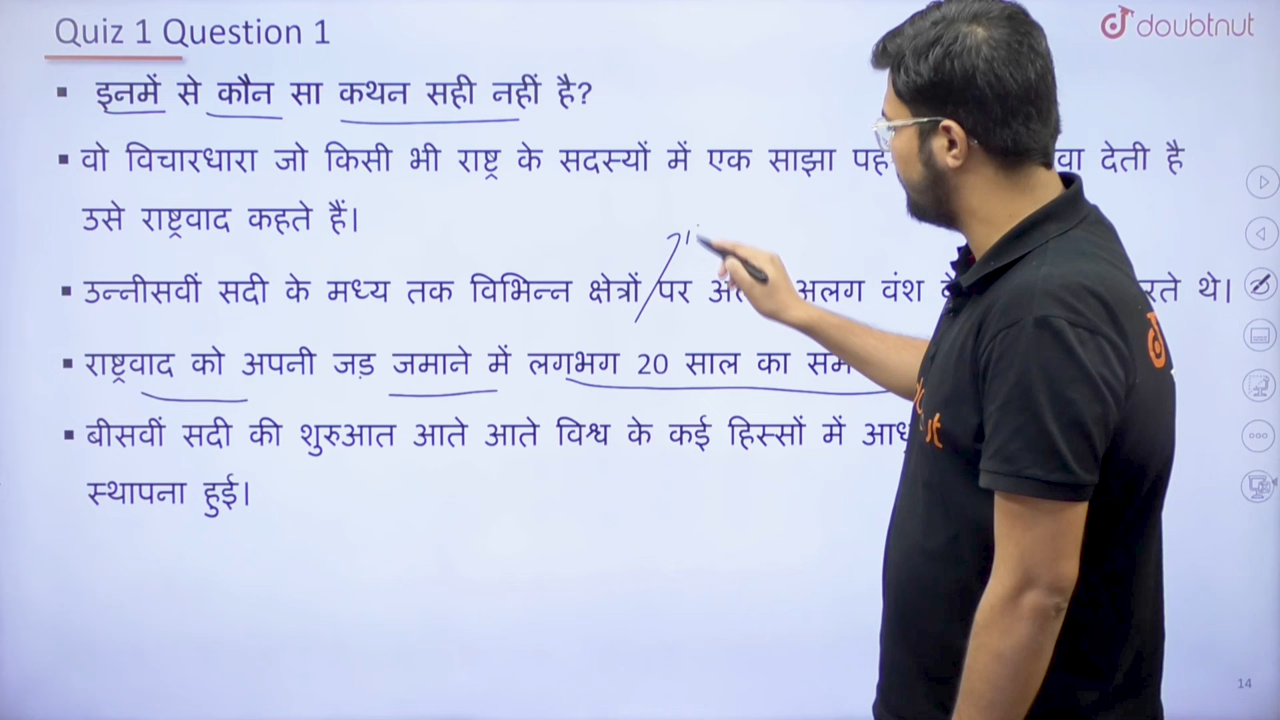 Quiz 1 Question 1
doubtnut
▪ इनमें से कौन सा कथन सही नहीं है?
▪ वो विचारधारा जो किसी भी राष्ट्र के सदस्यों में एक साझा देती है
उसे राष्ट्रवाद कहते हैं।
▪ उन्नीसवीं सदी के मध्य तक विभिन्न क्षेत्रों पर अलग वंश थे।
▪ राष्ट्रवाद को अपनी जड़ जमाने में लगभग 20 साल का
▪ बीसवीं सदी की शुरुआत आते आते विश्व के कई हिस्सों में
स्थापना हुई।
14